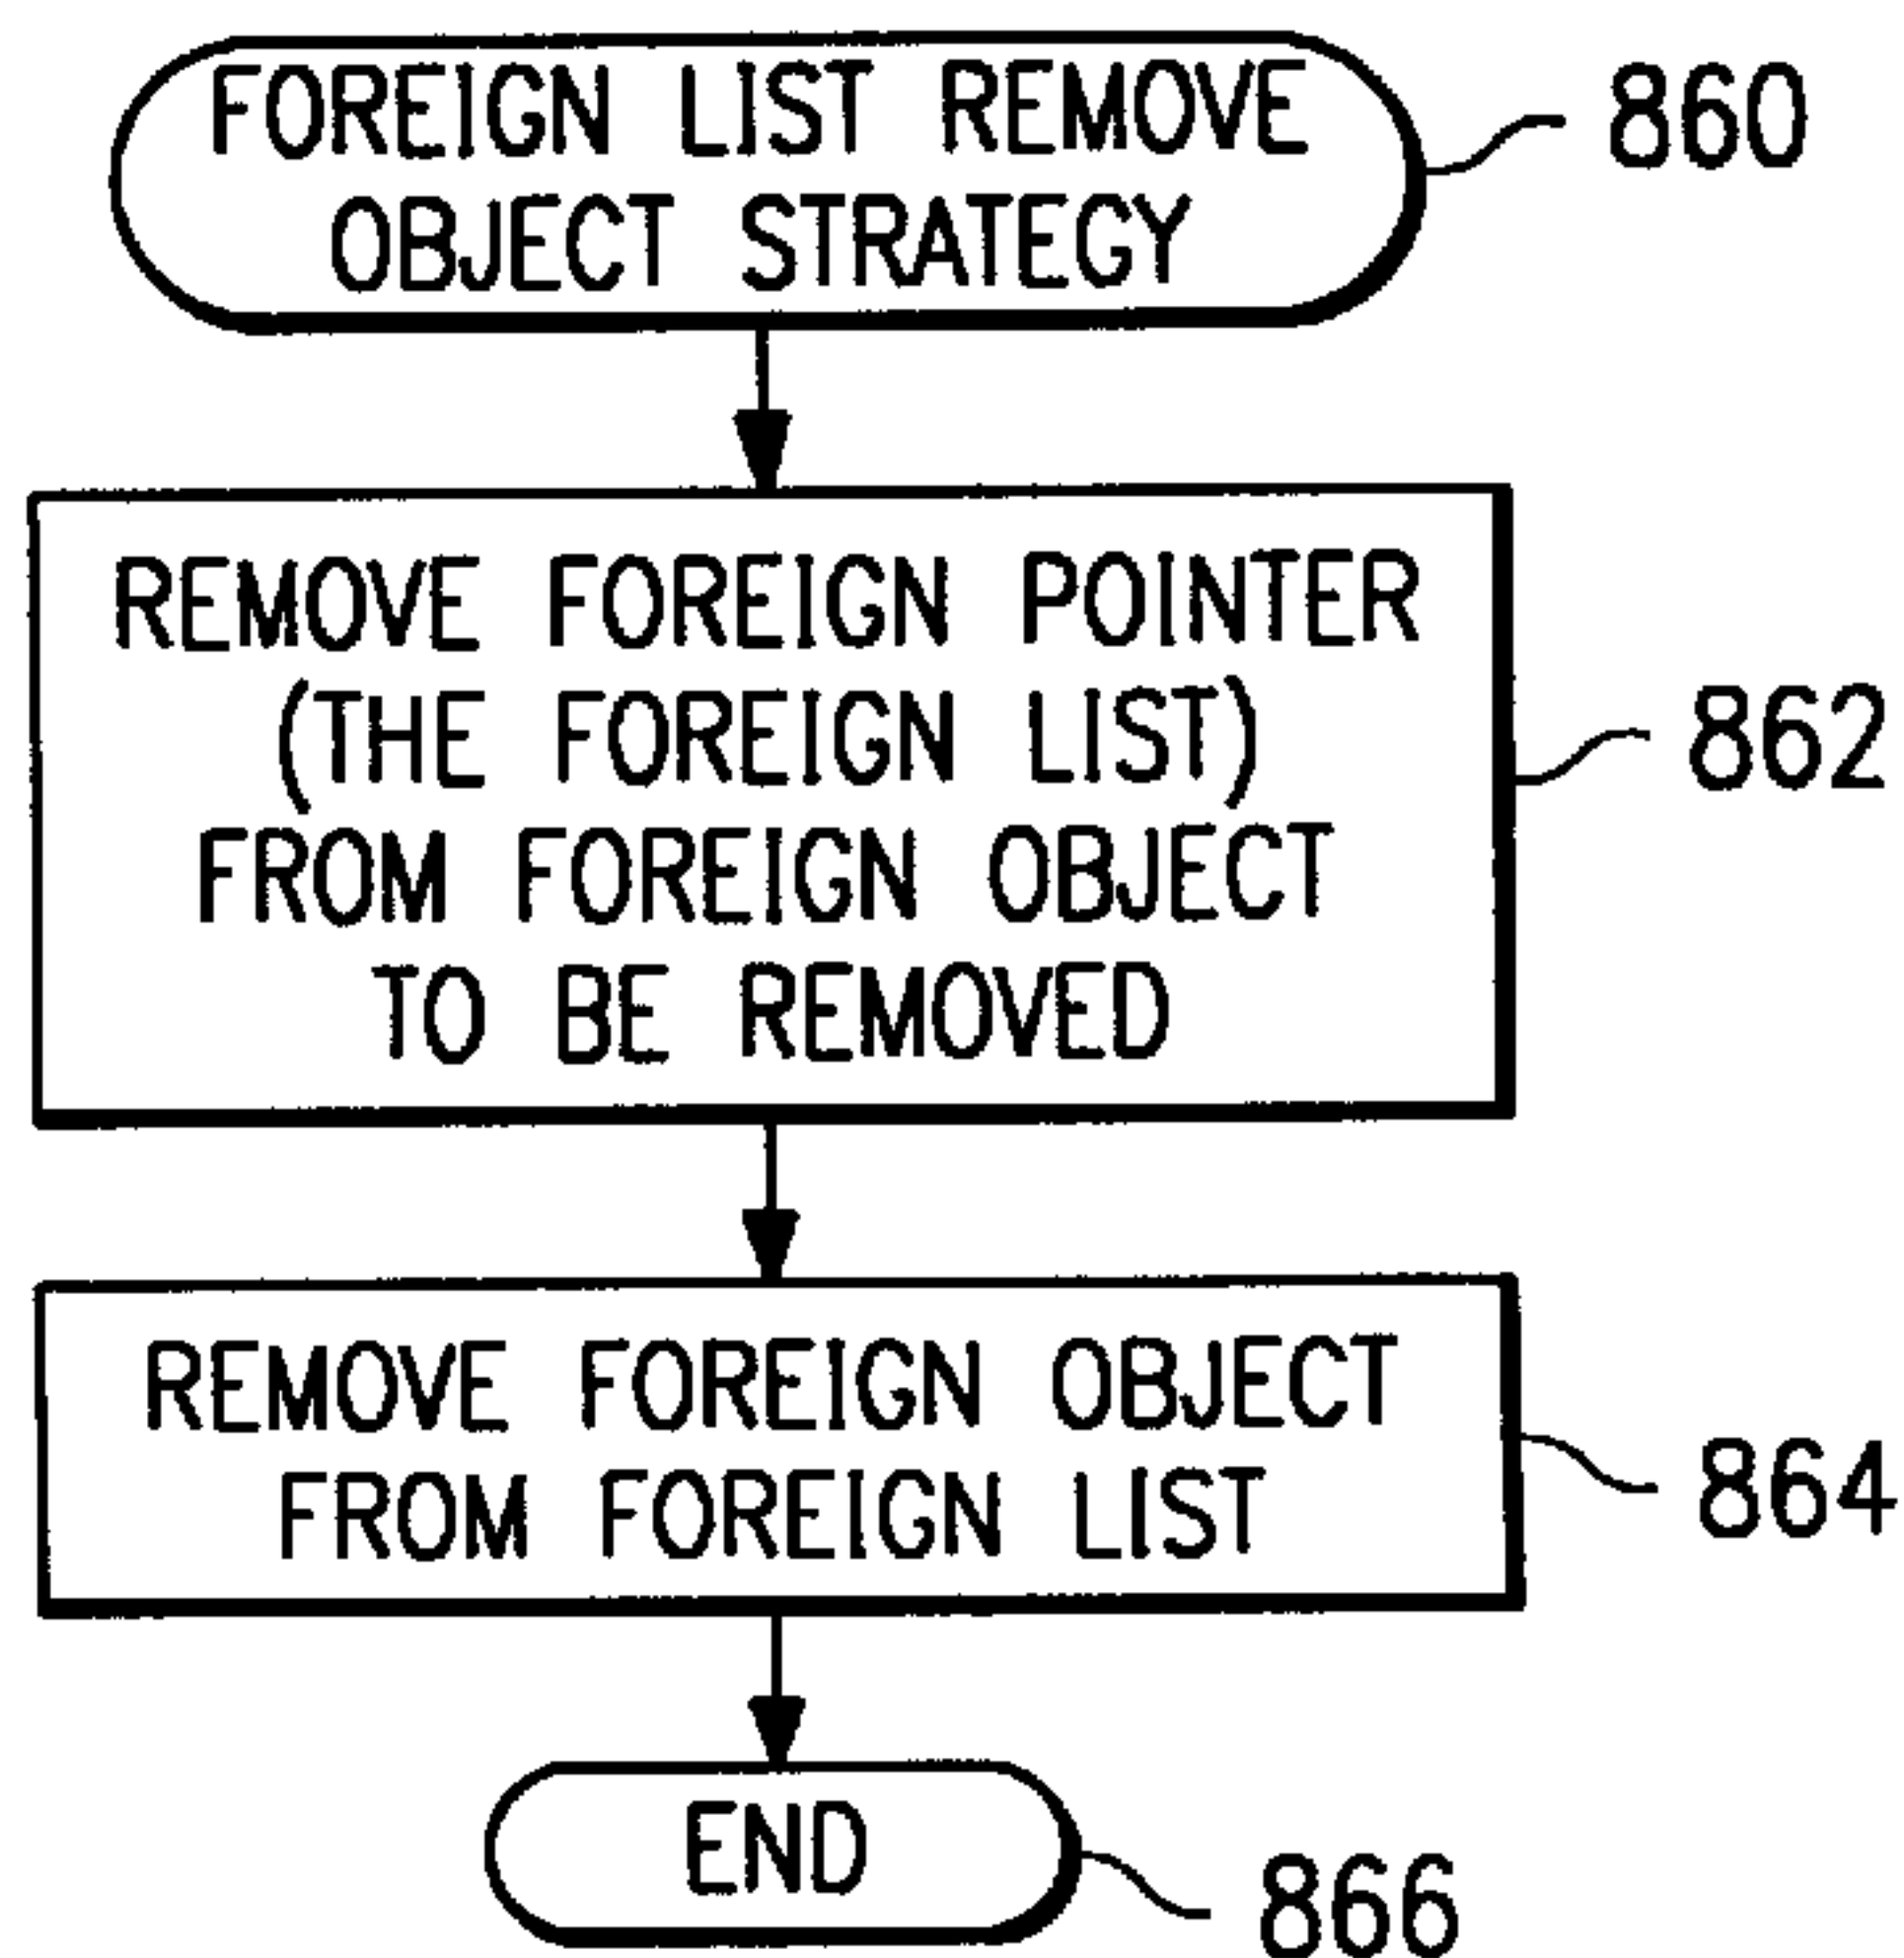 FOREIGN LIST REMOVE
OBJECT STRATEGY
860
REMOVE FOREIGN POINTER
(THE FOREIGN LIST)
FROM FOREIGN OBJECT
TO BE REMOVED
862
REMOVE FOREIGN OBJECT
FROM FOREIGN LIST
864
END
866